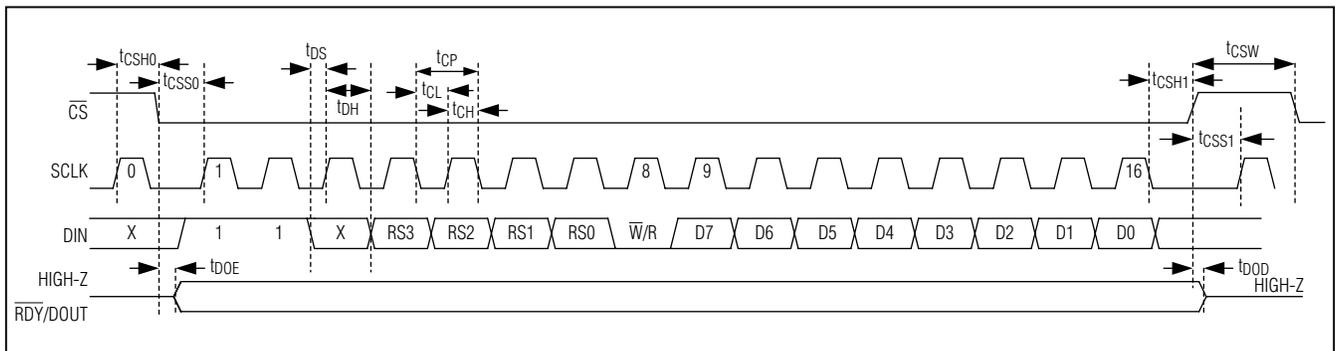 tCSH0 tDS tCP tCSW
tCSS0 tCL tCSH1
tDH tCH
CS tCSS1
SCLK 0 1 8 9 16
DIN X 1 1 X RS3 RS2 RS1 RS0 W/R D7 D6 D5 D4 D3 D2 D1 D0
HIGH-Z tDOE tDOD HIGH-Z
RDY/DOUT